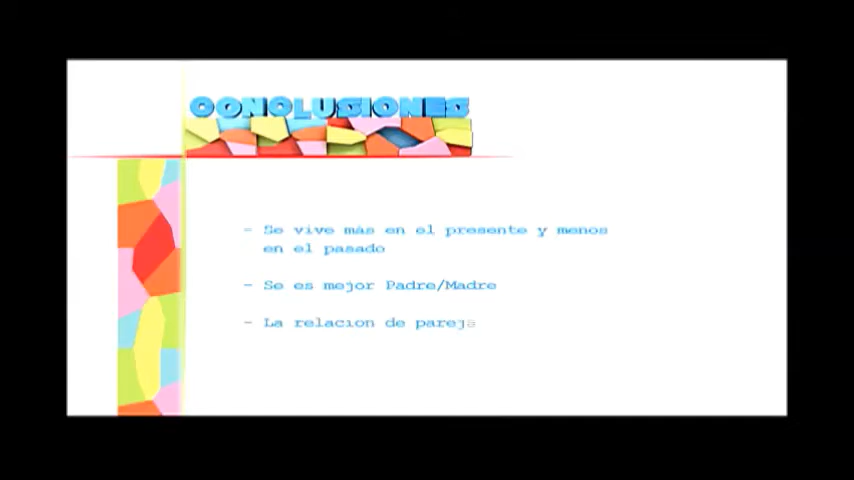 CONCLUSIONES
- Se vive más en el presente y menos
en el pasado
- Se es mejor Padre/Madre
- La relacion de pareja